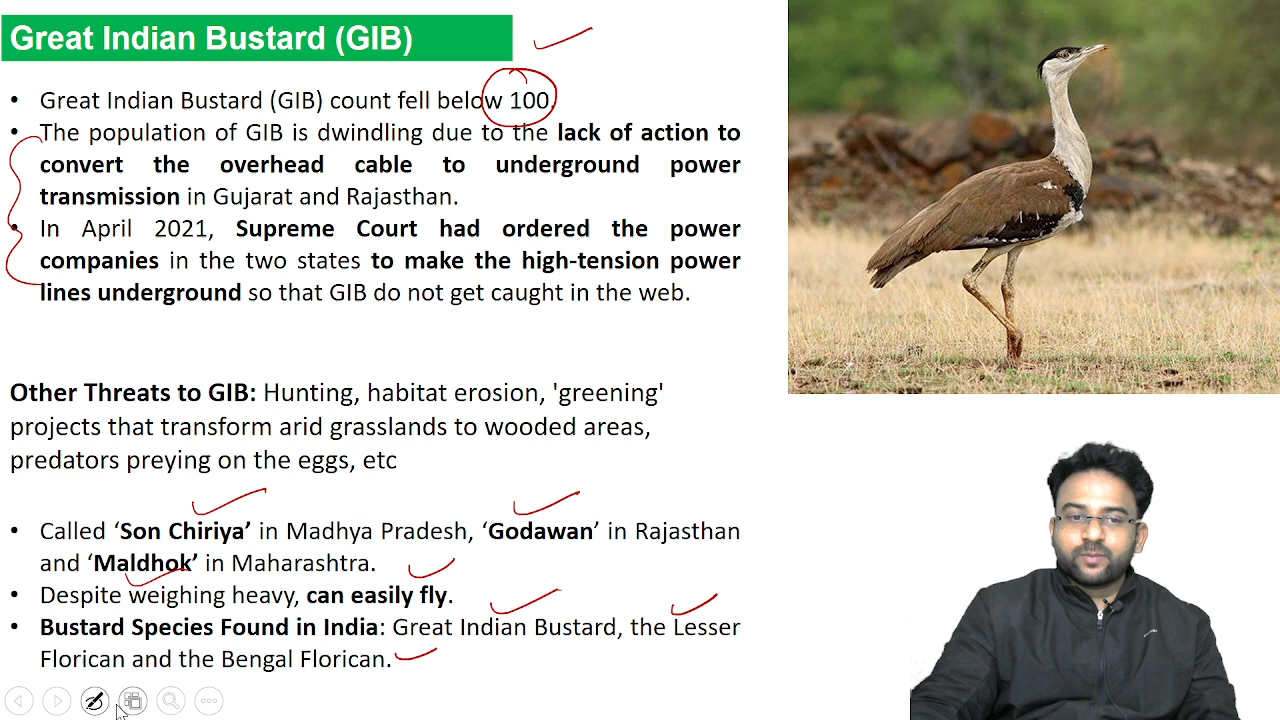 Great Indian Bustard (GIB)
• Great Indian Bustard (GIB) count fell below 100.
• The population of GIB is dwindling due to the lack of action to
convert the overhead cable to underground power
transmission in Gujarat and Rajasthan.
• In April 2021, Supreme Court had ordered the power
companies in the two states to make the high-tension power
lines underground so that GIB do not get caught in the web.
Other Threats to GIB: Hunting, habitat erosion, 'greening'
projects that transform arid grasslands to wooded areas,
predators preying on the eggs, etc
• Called ‘Son Chiriya’ in Madhya Pradesh, ‘Godawan’ in Rajasthan
and ‘Maldhok’ in Maharashtra.
• Despite weighing heavy, can easily fly.
• Bustard Species Found in India: Great Indian Bustard, the Lesser
Florican and the Bengal Florican.